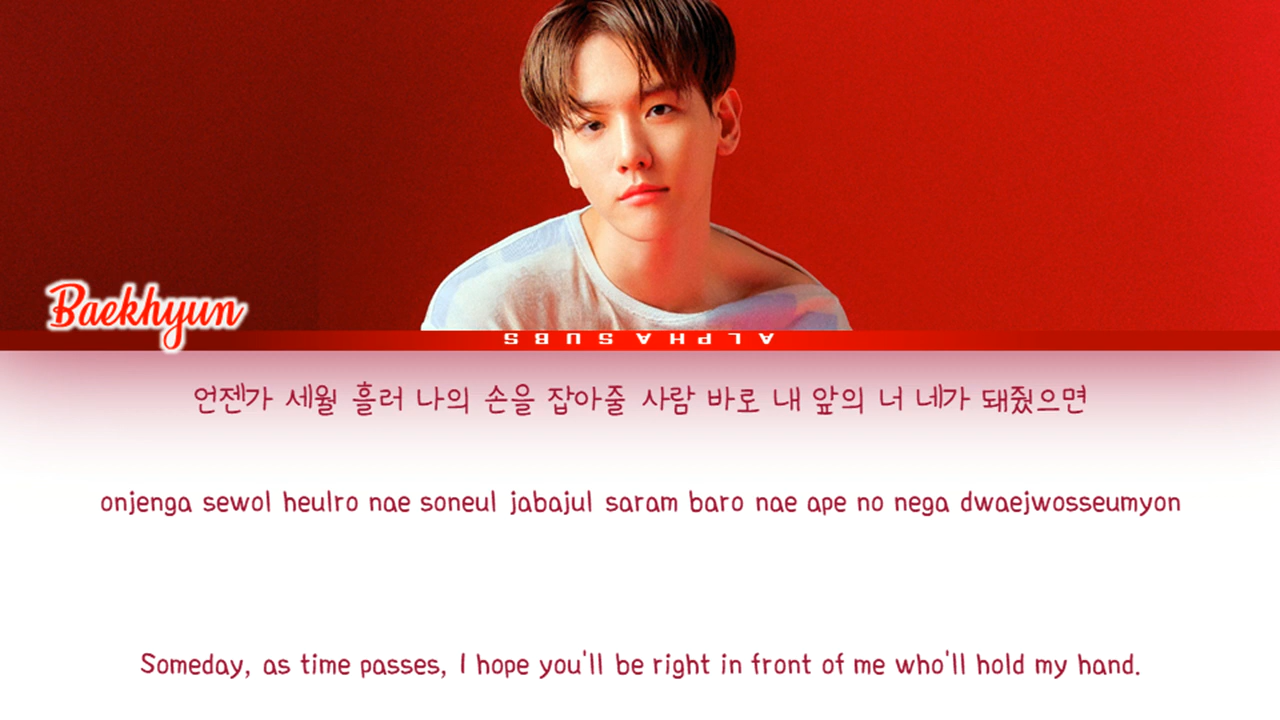 Baekhyun
ALPHASUBS
언젠가 세월 흘러 나의 손을 잡아줄 사람 바로 내 앞의 너 네가 돼줬으면
onjenga sewol heulro nae soneul jabajul saram baro nae ape no nega dwaejwosseumyon
Someday, as time passes, I hope you'll be right in front of me who'll hold my hand.